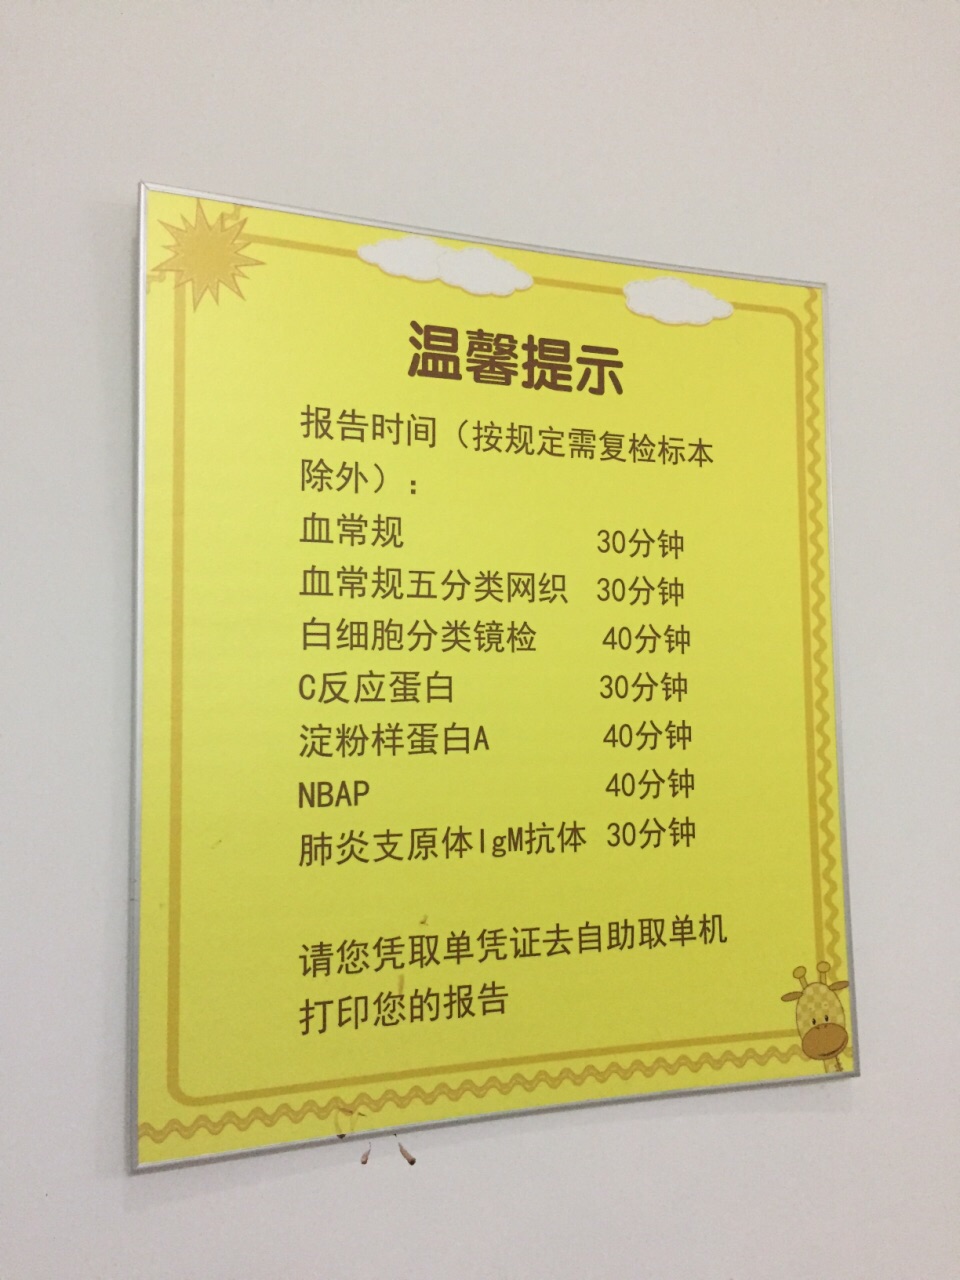 温馨提示
报告时间（按规定需复检标本
除外）：
血常规 30分钟
血常规五分类网织 30分钟
白细胞分类镜检 40分钟
C反应蛋白 30分钟
淀粉样蛋白A 40分钟
NBAP 40分钟
肺炎支原体IgM抗体 30分钟
请您凭取单凭证去自助取单机
打印您的报告